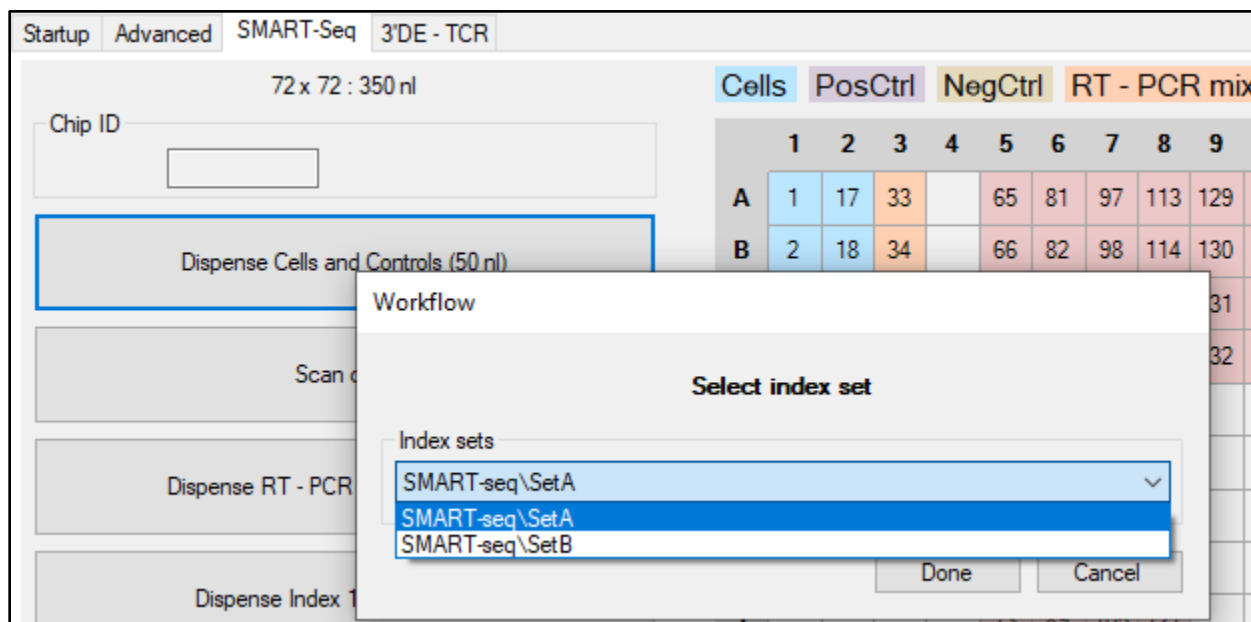 Startup Advanced SMART-Seq 3'DE - TCR
72 x 72 : 350 nl
Cells PosCtrl NegCtrl RT - PCR mix
Chip ID
1 2 3 4 5 6 7 8 9
A 1 17 33 65 81 97 113 129
B 2 18 34 66 82 98 114 130
Dispense Cells and Controls (50 nl)
Workflow
31
32
Scan
Select index set
Index sets
SMART-seq\SetA
Dispense RT - PCR
SMART-seq\SetA
SMART-seq\SetB
Done Cancel
Dispense Index 1